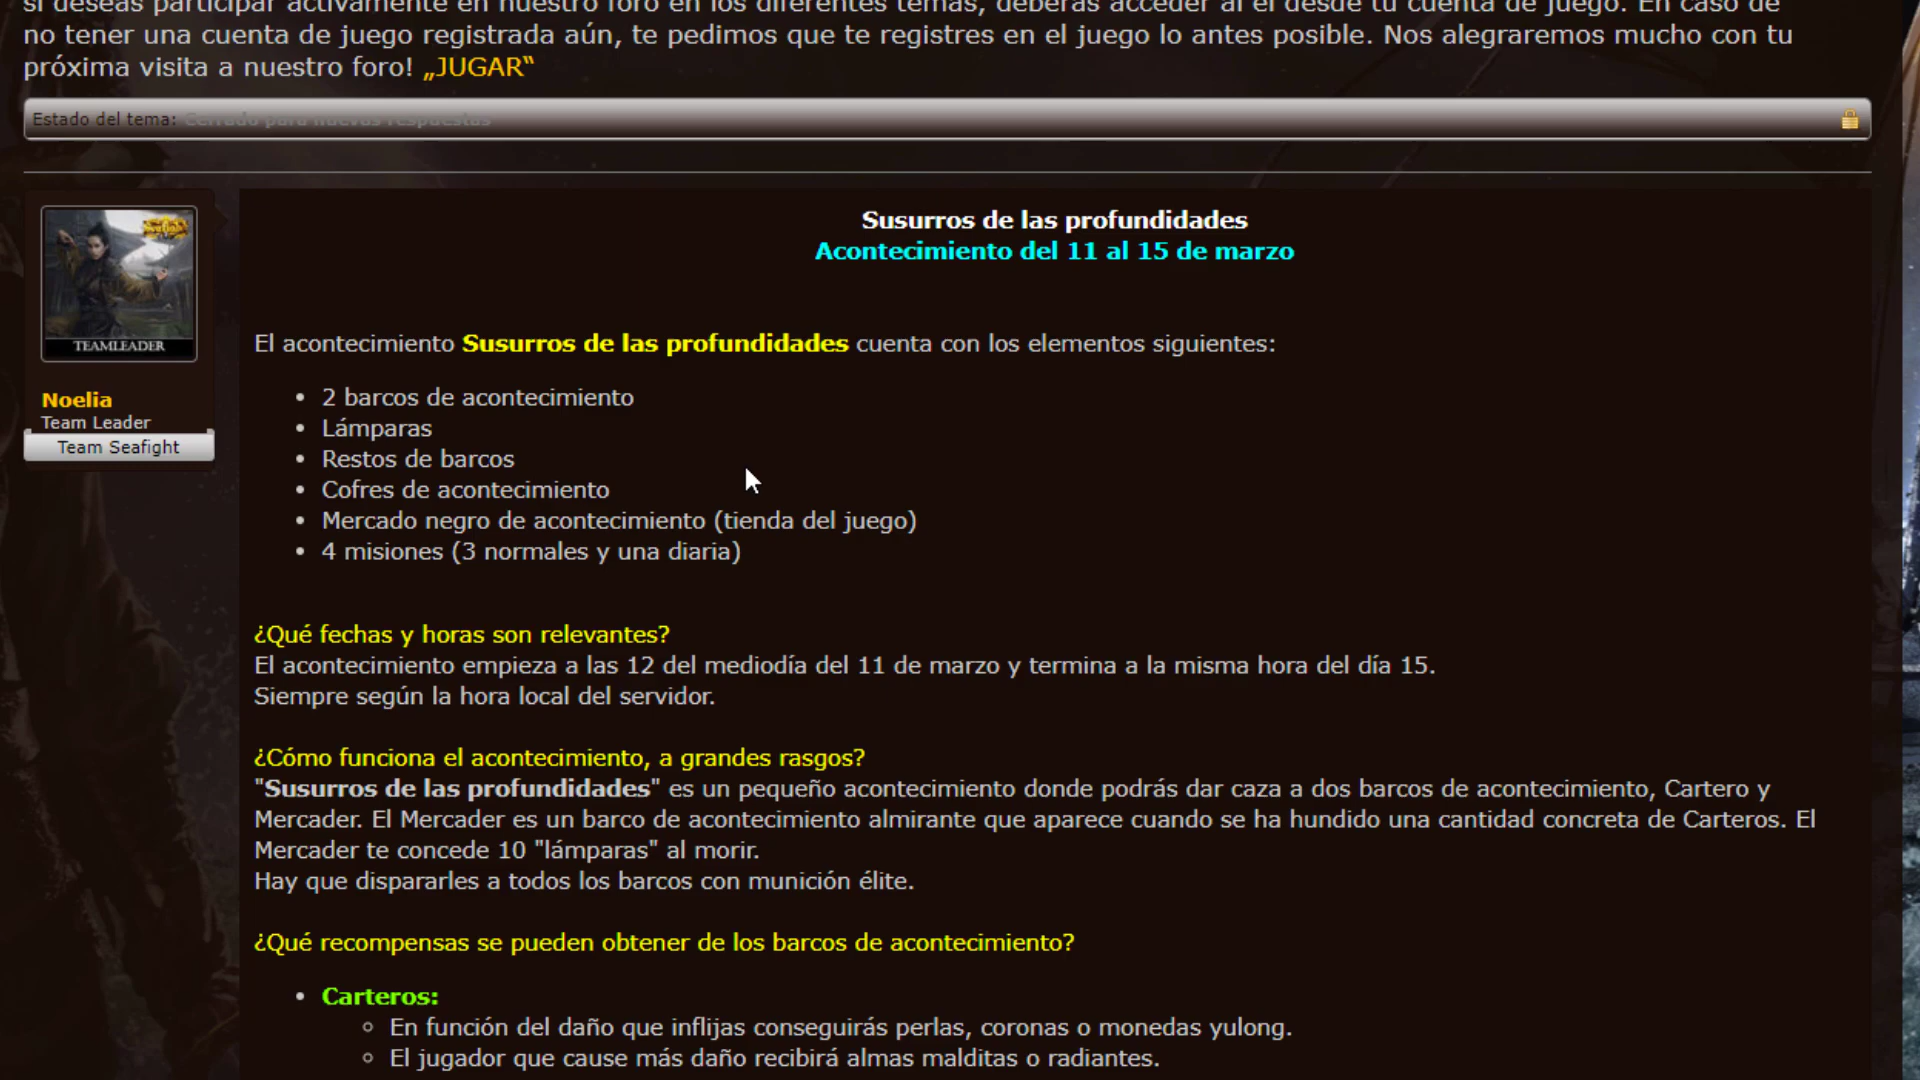 si deseas participar activamente en nuestro foro en los diferentes temas, deberás acceder al él desde tu cuenta de juego. En caso de
no tener una cuenta de juego registrada aún, te pedimos que te registres en el juego lo antes posible. Nos alegraremos mucho con tu
próxima visita a nuestro foro! „JUGAR“
Estado del tema: Cerrado para nuevas respuestas
Seafight
TEAMLEADER
Noelia
Team Leader
Team Seafight
Susurros de las profundidades
Acontecimiento del 11 al 15 de marzo
El acontecimiento Susurros de las profundidades cuenta con los elementos siguientes:
• 2 barcos de acontecimiento
• Lámparas
• Restos de barcos
• Cofres de acontecimiento
• Mercado negro de acontecimiento (tienda del juego)
• 4 misiones (3 normales y una diaria)
¿Qué fechas y horas son relevantes?
El acontecimiento empieza a las 12 del mediodía del 11 de marzo y termina a la misma hora del día 15.
Siempre según la hora local del servidor.
¿Cómo funciona el acontecimiento, a grandes rasgos?
"Susurros de las profundidades" es un pequeño acontecimiento donde podrás dar caza a dos barcos de acontecimiento, Cartero y
Mercader. El Mercader es un barco de acontecimiento almirante que aparece cuando se ha hundido una cantidad concreta de Carteros. El
Mercader te concede 10 "lámparas" al morir.
Hay que dispararles a todos los barcos con munición élite.
¿Qué recompensas se pueden obtener de los barcos de acontecimiento?
• Carteros:
◦ En función del daño que inflijas conseguirás perlas, coronas o monedas yulong.
◦ El jugador que cause más daño recibirá almas malditas o radiantes.